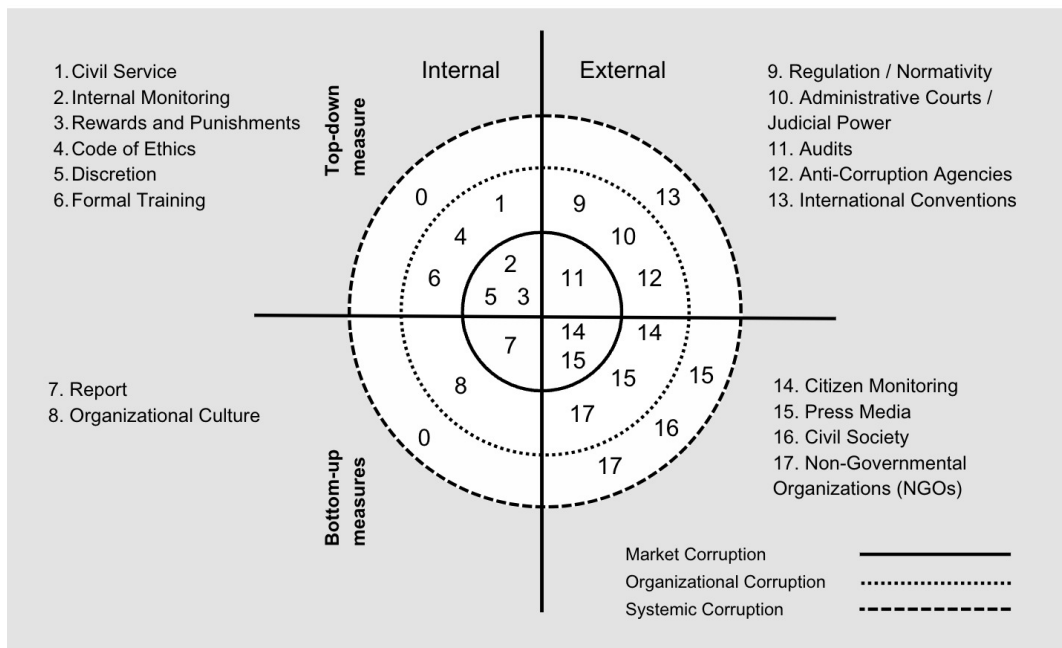 Internal
External
Top-down
measure
Bottom-up
measures
1. Civil Service
2. Internal Monitoring
3. Rewards and Punishments
4. Code of Ethics
5. Discretion
6. Formal Training
9. Regulation / Normativity
10. Administrative Courts /
Judicial Power
11. Audits
12. Anti-Corruption Agencies
13. International Conventions
0
1
4
6
2
5 3
9
13
10
11
12
7
8
0
14
14
15
15
15
17
16
17
7. Report
8. Organizational Culture
14. Citizen Monitoring
15. Press Media
16. Civil Society
17. Non-Governmental
Organizations (NGOs)
Market Corruption
Organizational Corruption
Systemic Corruption